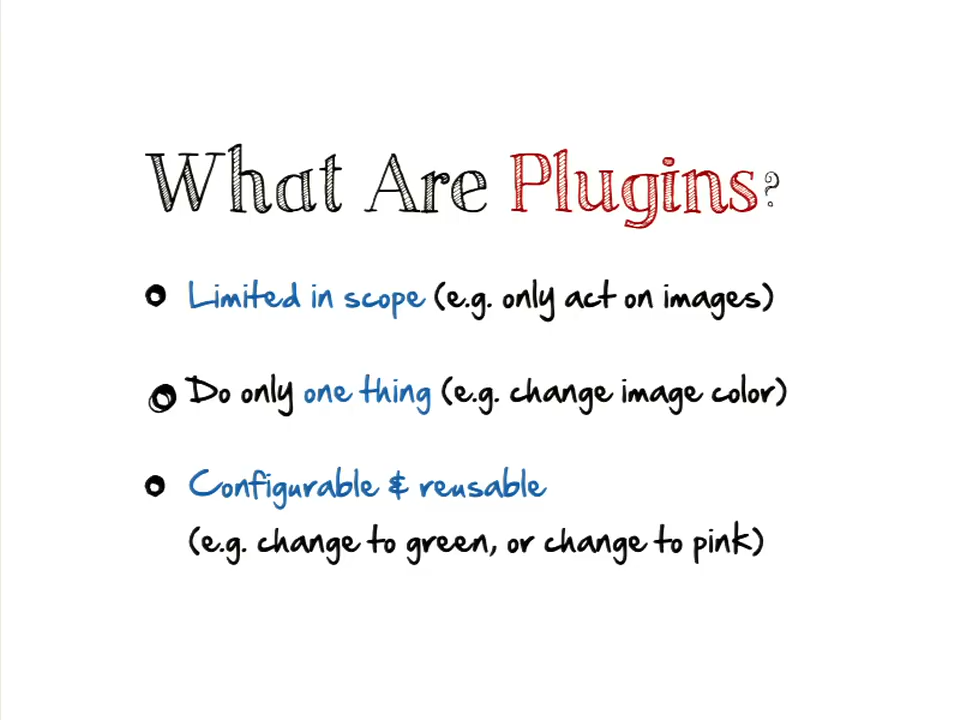 What Are Plugins?
Limited in scope (e.g. only act on images)
Do only one thing (e.g. change image color)
Configurable & reusable
(e.g. change to green, or change to pink)